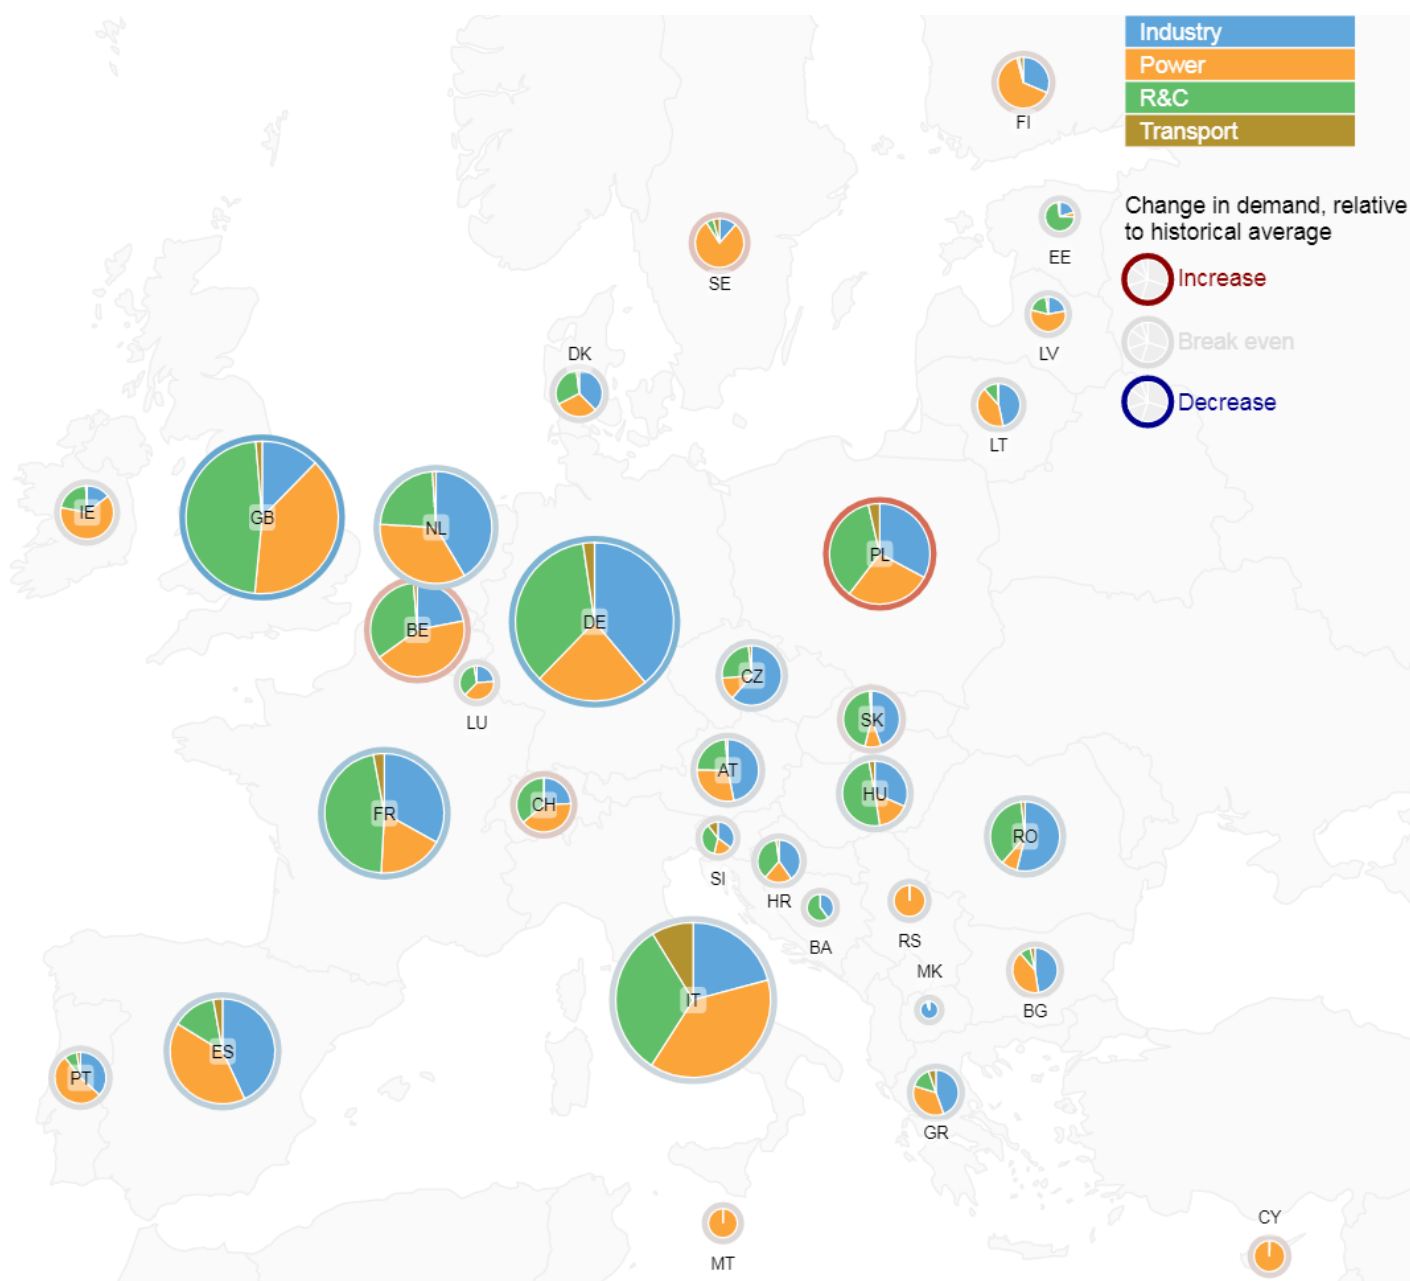 Industry
Power
R&C
Transport
FI
Change in demand, relative
to historical average
Increase
Break even
Decrease
EE
SE
LV
DK
LT
IE
GB
NL
PL
BE
DE
CZ
LU
SK
AT
HU
FR
CH
RO
SI
HR
BA
RS
MK
BG
IT
ES
PT
GR
MT
CY